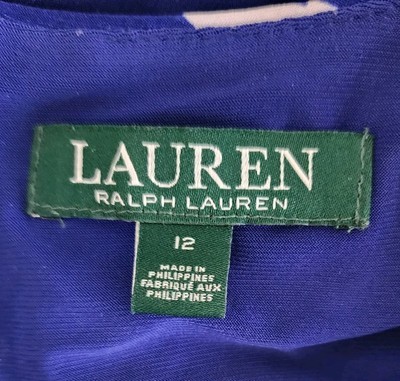 LAUREN
RALPH LAUREN
12
MADE IN
PHILIPPINES
FABRIQUÉ AUX
PHILIPPINES